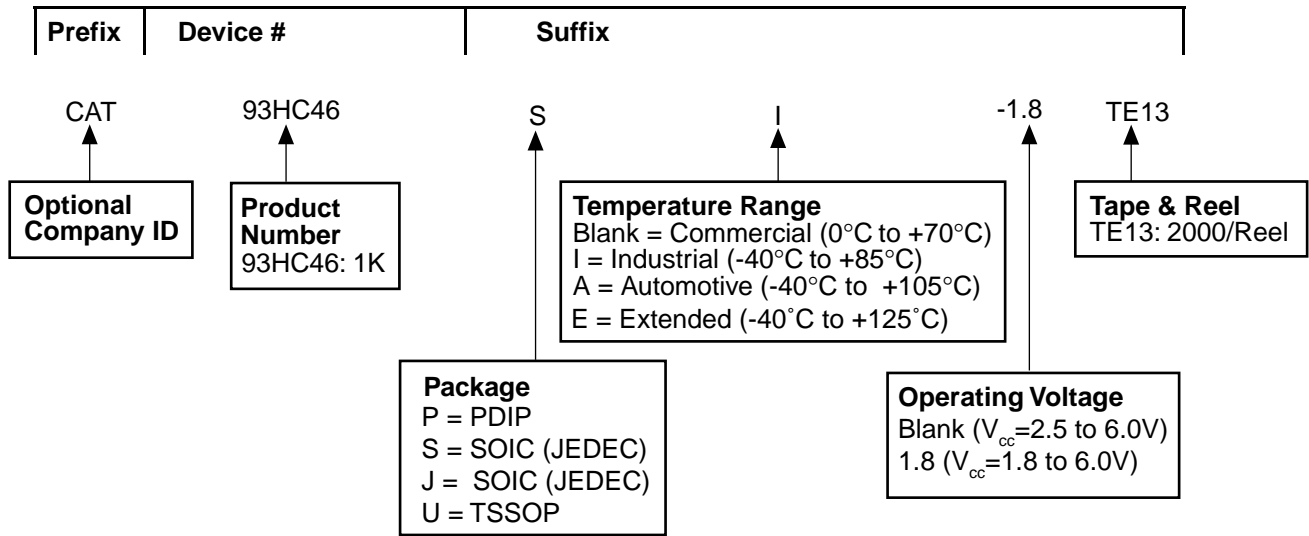 Prefix Device # Suffix
CAT 93HC46 S I -1.8 TE13
Optional
Company ID
Product
Number
93HC46: 1K
Temperature Range
Blank = Commercial (0°C to +70°C)
I = Industrial (-40°C to +85°C)
A = Automotive (-40°C to +105°C)
E = Extended (-40˚C to +125˚C)
Tape & Reel
TE13: 2000/Reel
Package
P = PDIP
S = SOIC (JEDEC)
J = SOIC (JEDEC)
U = TSSOP
Operating Voltage
Blank (Vcc=2.5 to 6.0V)
1.8 (Vcc=1.8 to 6.0V)